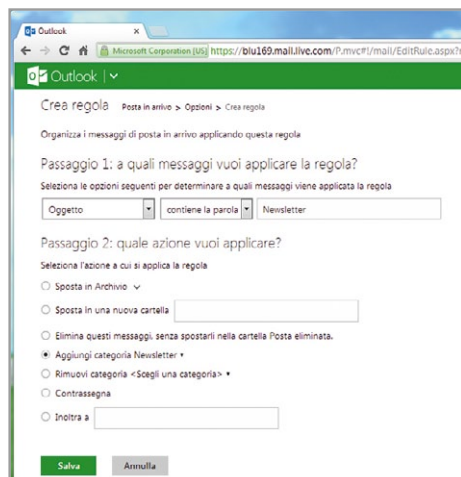 Outlook
Microsoft Corporation [US] https://blu169.mail.live.com/P.mvc#!/mail/EditRule.aspx?
Outlook
Crea regola Posta in arrivo > Opzioni > Crea regola
Organizza i messaggi di posta in arrivo applicando questa regola
Passaggio 1: a quali messaggi vuoi applicare la regola?
Seleziona le opzioni seguenti per determinare a quali messaggi viene applicata la regola
Oggetto contiene la parola Newsletter
Passaggio 2: quale azione vuoi applicare?
Seleziona l'azione a cui si applica la regola
Sposta in Archivio
Sposta in una nuova cartella
Elimina questi messaggi, senza spostarli nella cartella Posta eliminata.
Aggiungi categoria Newsletter
Rimuovi categoria <Scegli una categoria>
Contrassegna
Inoltra a
Salva Annulla